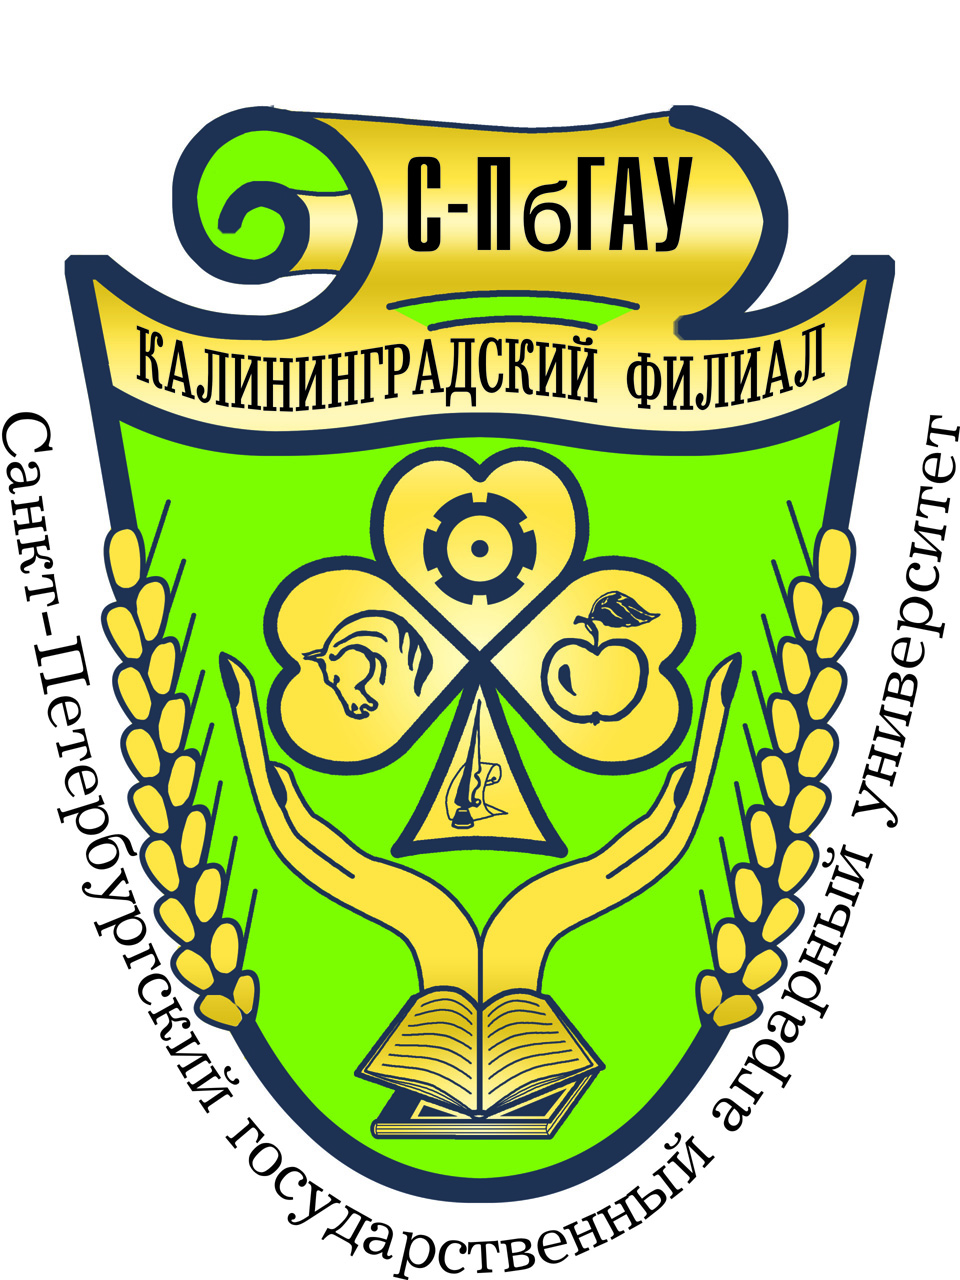 С-ПбГАУ
КАЛИНИНГРАДСКИЙ ФИЛИАЛ
Санкт-Петербургский государственный аграрный университет